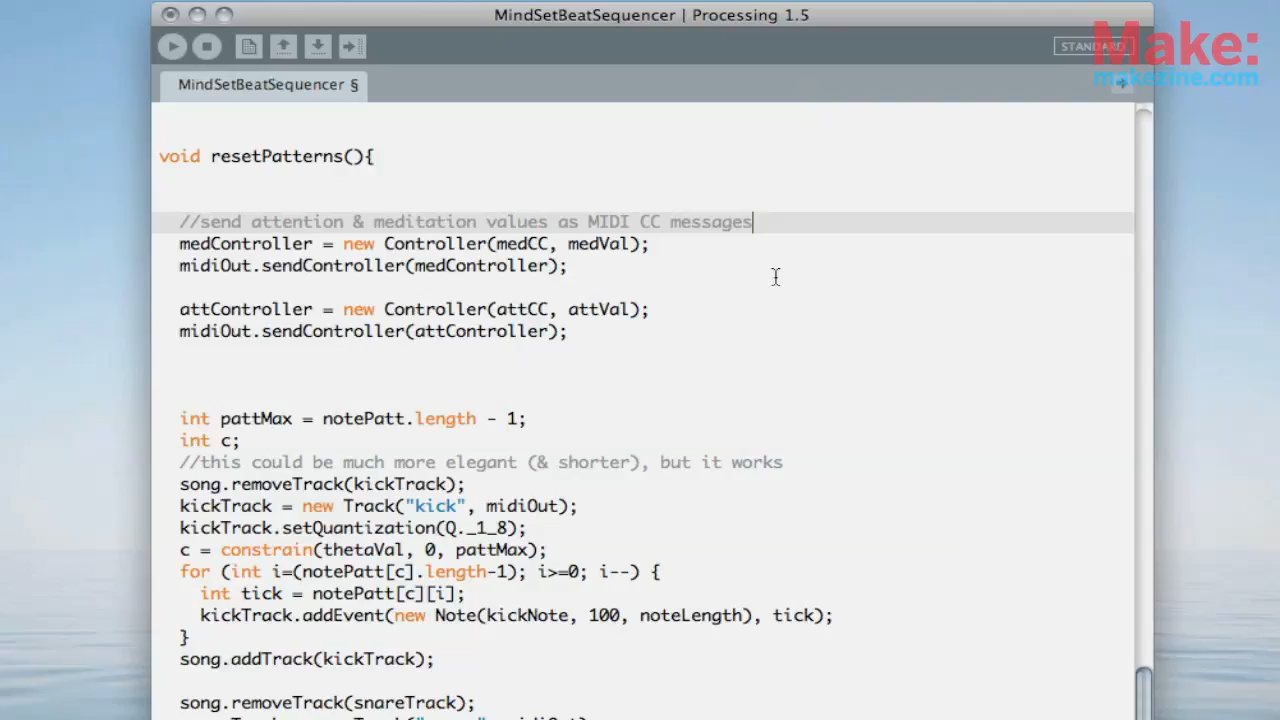 MindSetBeatSequencer | Processing 1.5
STANDARD
Make:
makezine.com
MindSetBeatSequencer §
void resetPatterns(){
//send attention & meditation values as MIDI CC messages
medController = new Controller(medCC, medVal);
midiOut.sendController(medController);
attController = new Controller(attCC, attVal);
midiOut.sendController(attController);
int pattMax = notePatt.length - 1;
int c;
//this could be much more elegant (& shorter), but it works
song.removeTrack(kickTrack);
kickTrack = new Track("kick", midiOut);
kickTrack.setQuantization(Q._1_8);
c = constrain(thetaVal, 0, pattMax);
for (int i=(notePatt[c].length-1); i>=0; i--) {
int tick = notePatt[c][i];
kickTrack.addEvent(new Note(kickNote, 100, noteLength), tick);
}
song.addTrack(kickTrack);
song.removeTrack(snareTrack);